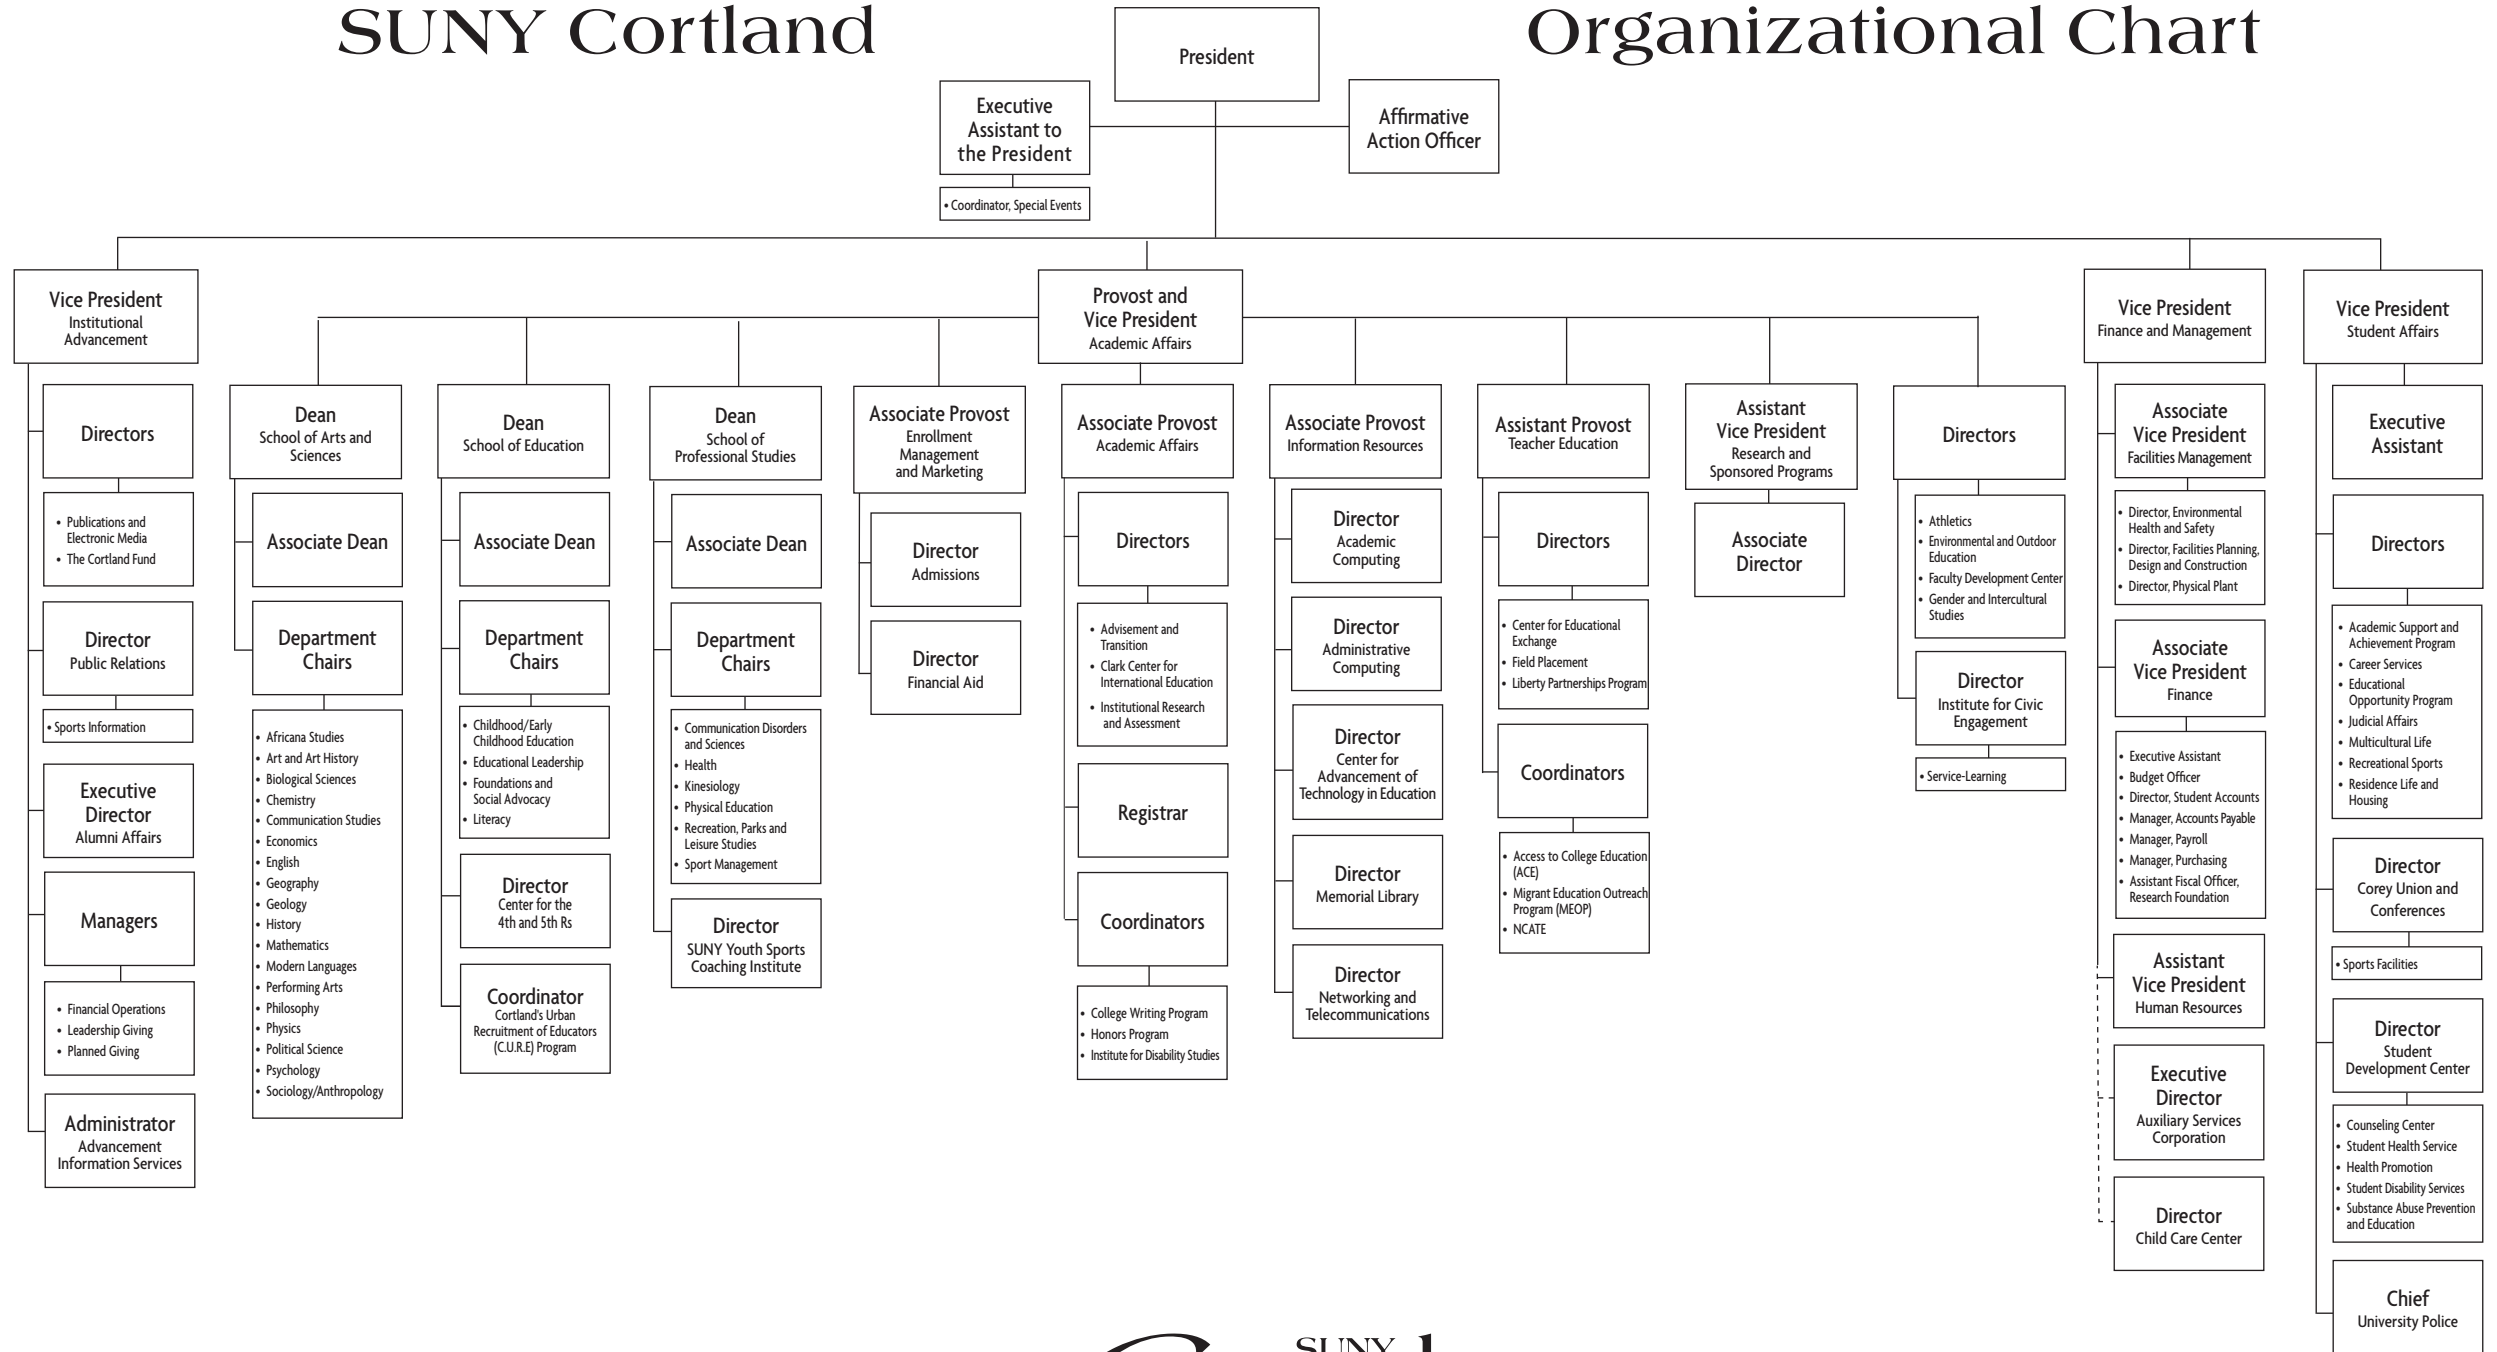 SUNY Cortland
Organizational Chart
President
Executive
Assistant to
the President
• Coordinator, Special Events
Affirmative
Action Officer
Vice President
Institutional
Advancement
Directors
• Publications and
Electronic Media
• The Cortland Fund
Director
Public Relations
• Sports Information
Executive
Director
Alumni Affairs
Managers
• Financial Operations
• Leadership Giving
• Planned Giving
Administrator
Advancement
Information Services
Provost and
Vice President
Academic Affairs
Dean
School of Arts and
Sciences
Associate Dean
Department
Chairs
• Africana Studies
• Art and Art History
• Biological Sciences
• Chemistry
• Communication Studies
• Economics
• English
• Geography
• Geology
• History
• Mathematics
• Modern Languages
• Performing Arts
• Philosophy
• Physics
• Political Science
• Psychology
• Sociology/Anthropology
Dean
School of Education
Associate Dean
Department
Chairs
• Childhood/Early
Childhood Education
• Educational Leadership
• Foundations and
Social Advocacy
• Literacy
Director
Center for the
4th and 5th Rs
Coordinator
Cortland's Urban
Recruitment of Educators
(C.U.R.E) Program
Dean
School of
Professional Studies
Associate Dean
Department
Chairs
• Communication Disorders
and Sciences
• Health
• Kinesiology
• Physical Education
• Recreation, Parks and
Leisure Studies
• Sport Management
Director
SUNY Youth Sports
Coaching Institute
Associate Provost
Enrollment
Management
and Marketing
Director
Admissions
Director
Financial Aid
Associate Provost
Academic Affairs
Directors
• Advisement and
Transition
• Clark Center for
International Education
• Institutional Research
and Assessment
Registrar
Coordinators
• College Writing Program
• Honors Program
• Institute for Disability Studies
Associate Provost
Information Resources
Director
Academic
Computing
Director
Administrative
Computing
Director
Center for
Advancement of
Technology in Education
Director
Memorial Library
Director
Networking and
Telecommunications
Assistant Provost
Teacher Education
Directors
• Center for Educational
Exchange
• Field Placement
• Liberty Partnerships Program
Coordinators
• Access to College Education
(ACE)
• Migrant Education Outreach
Program (MEOP)
• NCATE
Assistant
Vice President
Research and
Sponsored Programs
Associate
Director
Directors
• Athletics
• Environmental and Outdoor
Education
• Faculty Development Center
• Gender and Intercultural
Studies
Director
Institute for Civic
Engagement
• Service-Learning
Vice President
Finance and Management
Associate
Vice President
Facilities Management
• Director, Environmental
Health and Safety
• Director, Facilities Planning,
Design and Construction
• Director, Physical Plant
Associate
Vice President
Finance
• Executive Assistant
• Budget Officer
• Director, Student Accounts
• Manager, Accounts Payable
• Manager, Payroll
• Manager, Purchasing
• Assistant Fiscal Officer,
Research Foundation
Assistant
Vice President
Human Resources
Executive
Director
Auxiliary Services
Corporation
Director
Child Care Center
Vice President
Student Affairs
Executive
Assistant
Directors
• Academic Support and
Achievement Program
• Career Services
• Educational
Opportunity Program
• Judicial Affairs
• Multicultural Life
• Recreational Sports
• Residence Life and
Housing
Director
Corey Union and
Conferences
• Sports Facilities
Director
Student
Development Center
• Counseling Center
• Student Health Service
• Health Promotion
• Student Disability Services
• Substance Abuse Prevention
and Education
Chief
University Police
SUNY